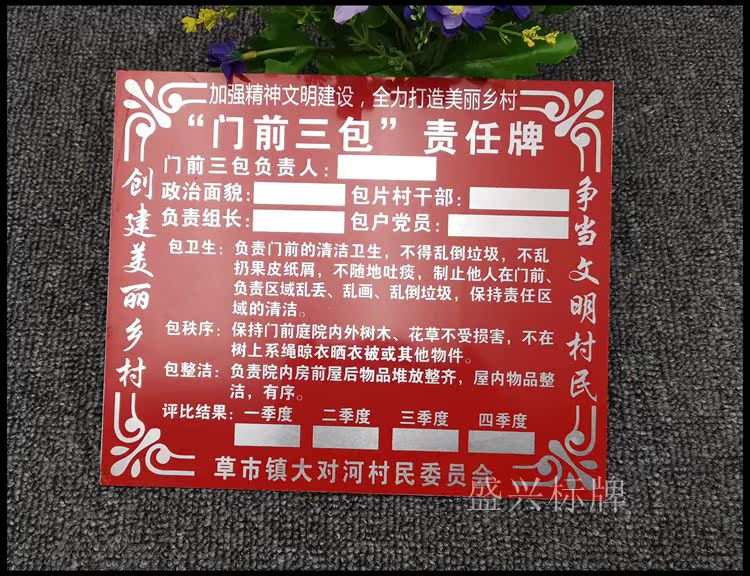 加强精神文明建设，全力打造美丽乡村
“门前三包”责任牌
创建美丽乡村
争当文明村民
门前三包负责人：
政治面貌：
包片村干部：
负责组长：
包户党员：
包卫生：负责门前的清洁卫生，不得乱倒垃圾，不乱
扔果皮纸屑，不随地吐痰，制止他人在门前、
负责区域乱丢、乱画、乱倒垃圾，保持责任区
域的清洁。
包秩序：保持门前庭院内外树木、花草不受损害，不在
树上系绳晾衣晒衣被或其他物件。
包整洁：负责院内房前屋后物品堆放整齐，屋内物品整
洁，有序。
评比结果：一季度 二季度 三季度 四季度
草市镇大对河村民委员会
盛兴标牌